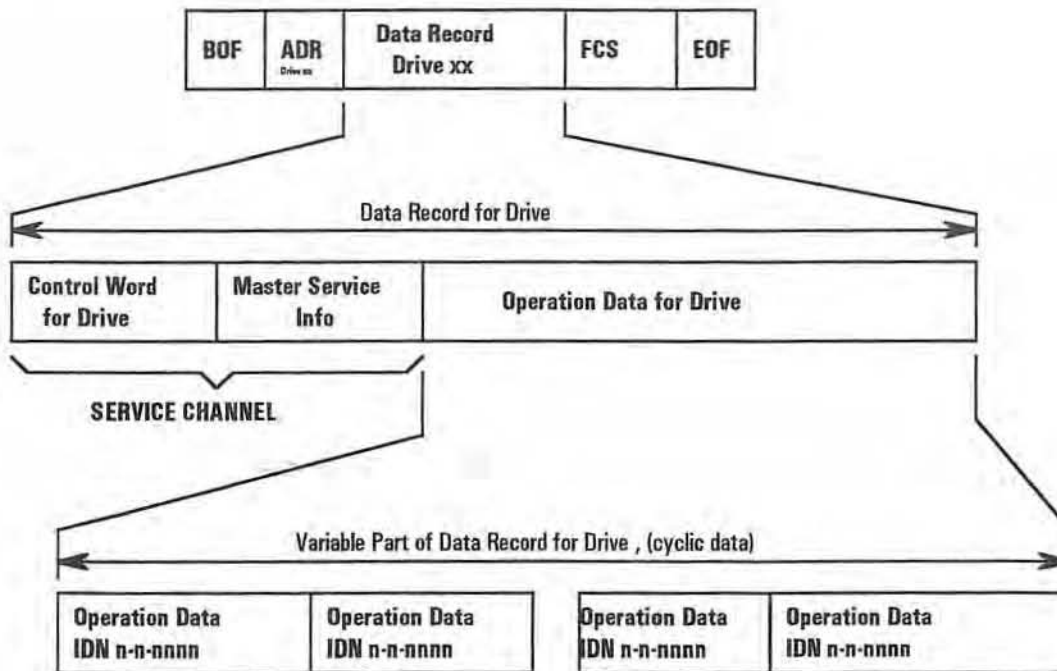 BOF ADR Data Record FCS EOF
Drive xx Drive xx
Data Record for Drive
Control Word Master Service Operation Data for Drive
for Drive Info
SERVICE CHANNEL
Variable Part of Data Record for Drive , (cyclic data)
Operation Data Operation Data Operation Data Operation Data
IDN n-n-nnnn IDN n-n-nnnn IDN n-n-nnnn IDN n-n-nnnn